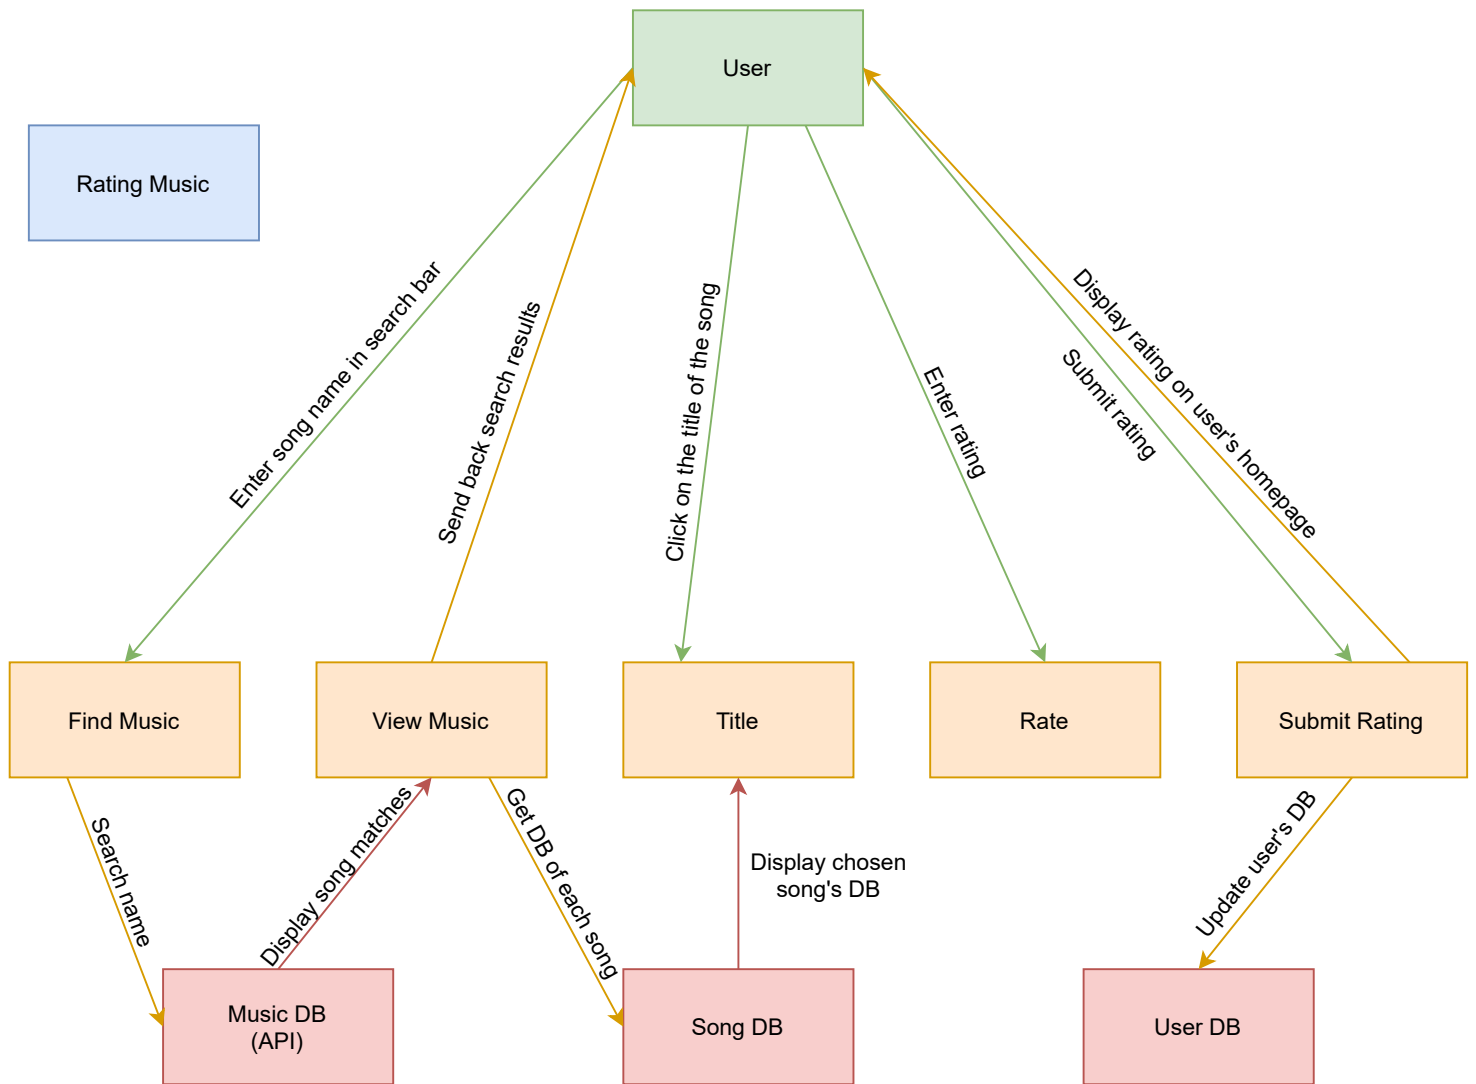 User
Rating Music
Enter song name in search bar
Send back search results
Click on the title of the song
Enter rating
Submit rating
Display rating on user's homepage
Find Music
View Music
Title
Rate
Submit Rating
Search name
Display song matches
Get DB of each song
Display chosen
song's DB
Update user's DB
Music DB
(API)
Song DB
User DB